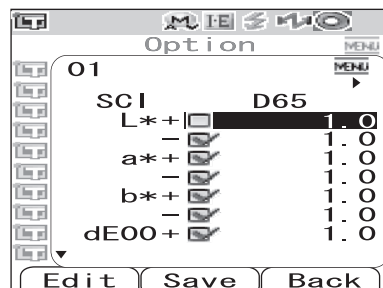 M I·E
Option MENU
01 MENU
SCI D65
L* + 1.0
- 1.0
a* + 1.0
- 1.0
b* + 1.0
- 1.0
dE00 + 1.0
Edit Save Back